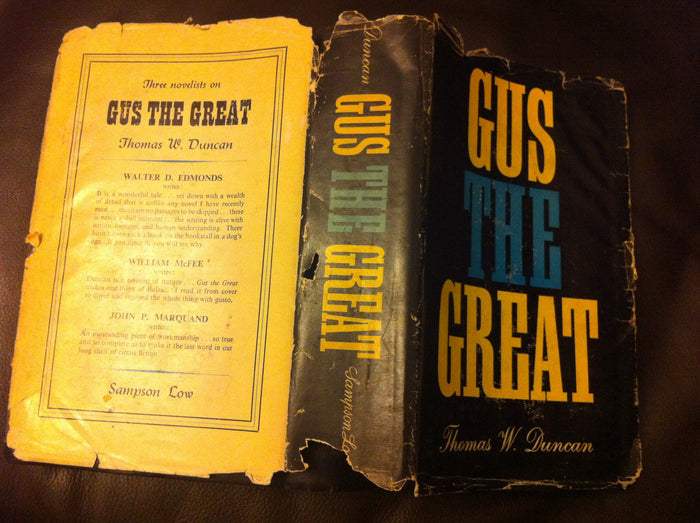 Three novelists on
GUS THE GREAT
Thomas W. Duncan
WALTER D. EDMONDS
writes:
It is a wonderful tale . . . set down with a wealth
of detail that is unlike any novel I have recently
read . . . there are no passages to be skipped . . . there
is never a dull moment . . . the writing is alive with
action, humour, and human understanding. There
hasn't come such a book on the bookstall in a dog's
age. If you open it, you will see why.
WILLIAM McFEE
writes:
Duncan is a novelist of nature . . . Gus the Great
makes one think of Balzac. I read it from cover
to cover and enjoyed the whole thing with gusto.
JOHN P. MARQUAND
writes:
An outstanding piece of workmanship . . . so true
and so complete as to make it the last word in our
long shelf of circus fiction.
Sampson Low
Duncan
GUS THE GREAT
Sampson Lo
GUS
THE
GREAT
Thomas W. Duncan